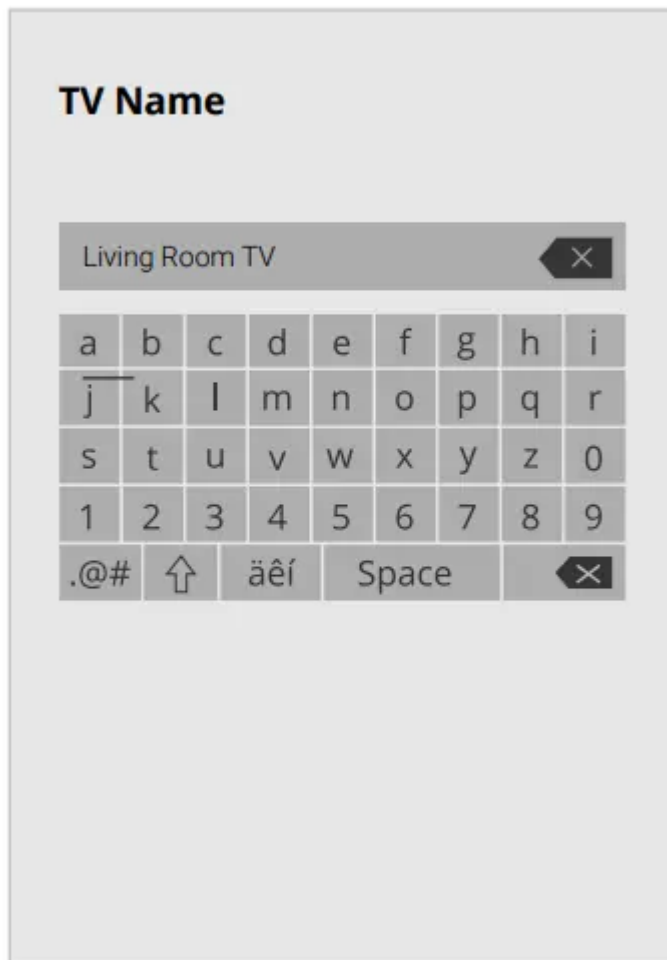 TV Name
Living Room TV
a b c d e f g h i
j k l m n o p q r
s t u v w x y z 0
1 2 3 4 5 6 7 8 9
.@# äêí Space